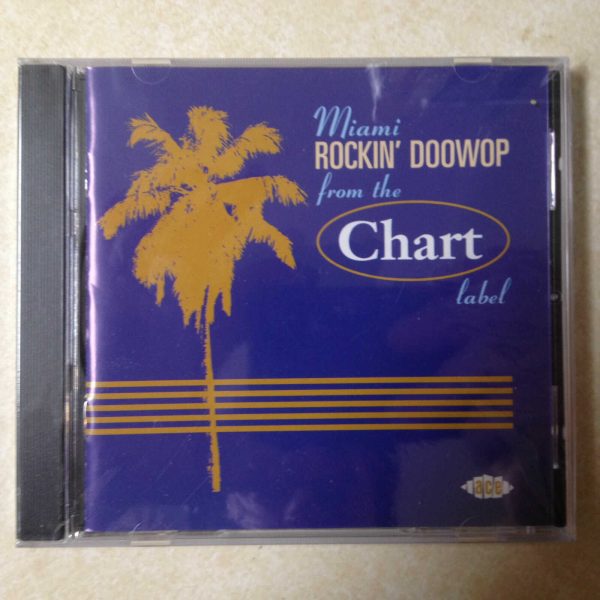 Miami
ROCKIN' DOOWOP
from the
Chart
label
ace